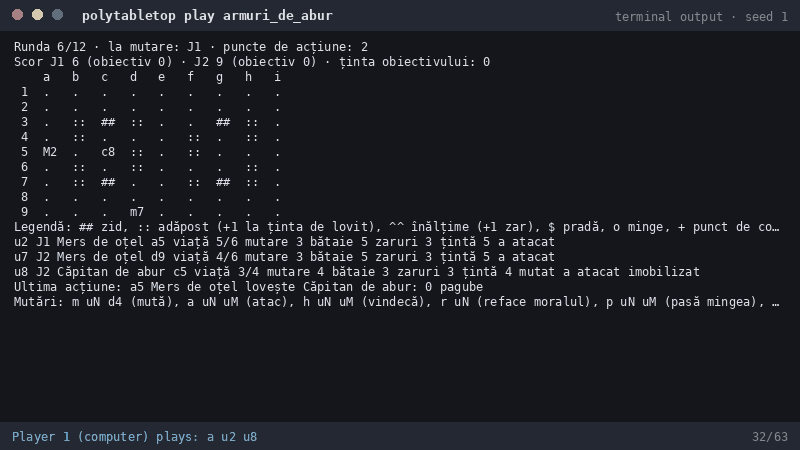 polytabletop play armuri_de_abur
terminal output · seed 1
Runda 6/12 · la mutare: J1 · puncte de acțiune: 2
Scor J1 6 (obiectiv 0) · J2 9 (obiectiv 0) · ținta obiectivului: 0
a b c d e f g h i
1 . . . . . . . . .
2 . . . . . . . . .
3 . :: ## :: . . ## :: .
4 . :: . . . :: . :: .
5 M2 . c8 :: . :: . . .
6 . :: . :: . . . :: .
7 . :: ## . . :: ## :: .
8 . . . . . . . . .
9 . . . m7 . . . . .
Legendă: ## zid, :: adăpost (+1 la ținta de lovit), ^^ înălțime (+1 zar), $ pradă, o minge, + punct de co…
u2 J1 Mers de oțel a5 viață 5/6 mutare 3 bătaie 5 zaruri 3 țintă 5 a atacat
u7 J2 Mers de oțel d9 viață 4/6 mutare 3 bătaie 5 zaruri 3 țintă 5 a atacat
u8 J2 Căpitan de abur c5 viață 3/4 mutare 4 bătaie 3 zaruri 3 țintă 4 mutat a atacat imobilizat
Ultima acțiune: a5 Mers de oțel lovește Căpitan de abur: 0 pagube
Mutări: m uN d4 (mută), a uN uM (atac), h uN uM (vindecă), r uN (reface moralul), p uN uM (pasă mingea), …
Player 1 (computer) plays: a u2 u8
32/63